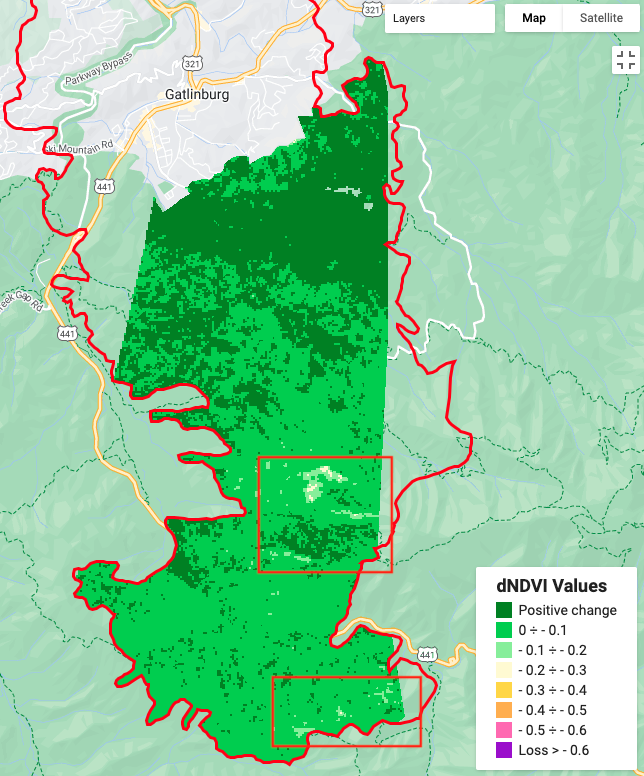 321
Layers
Map
Satellite
Parkway Bypass
321
Gatlinburg
ski Mountain Rd
441
reek Gap Rd
441
dNDVI Values
Positive change
0 ÷ - 0.1
- 0.1 ÷ - 0.2
- 0.2 ÷ - 0.3
- 0.3 ÷ - 0.4
- 0.4 ÷ - 0.5
- 0.5 ÷ - 0.6
Loss > - 0.6
441